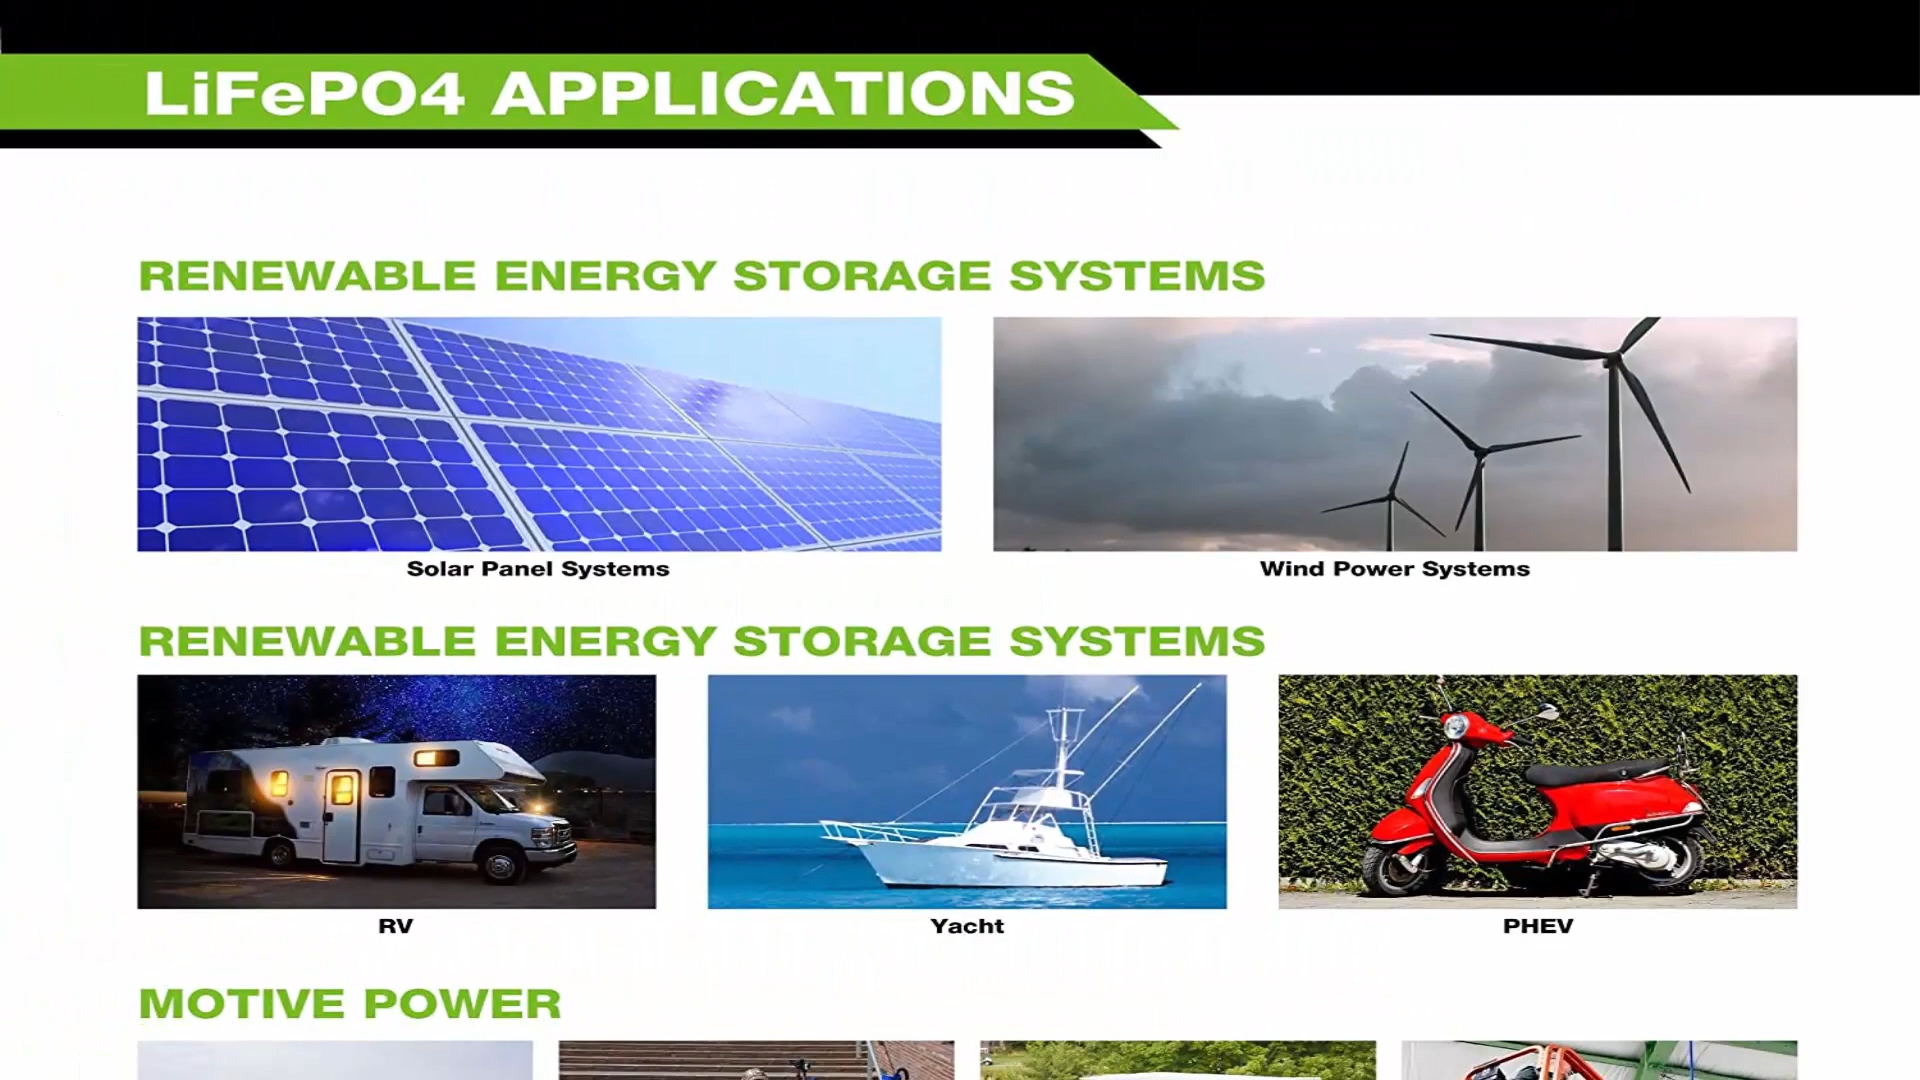 LiFePO4 APPLICATIONS
RENEWABLE ENERGY STORAGE SYSTEMS
Solar Panel Systems
Wind Power Systems
RENEWABLE ENERGY STORAGE SYSTEMS
RV
Yacht
PHEV
MOTIVE POWER